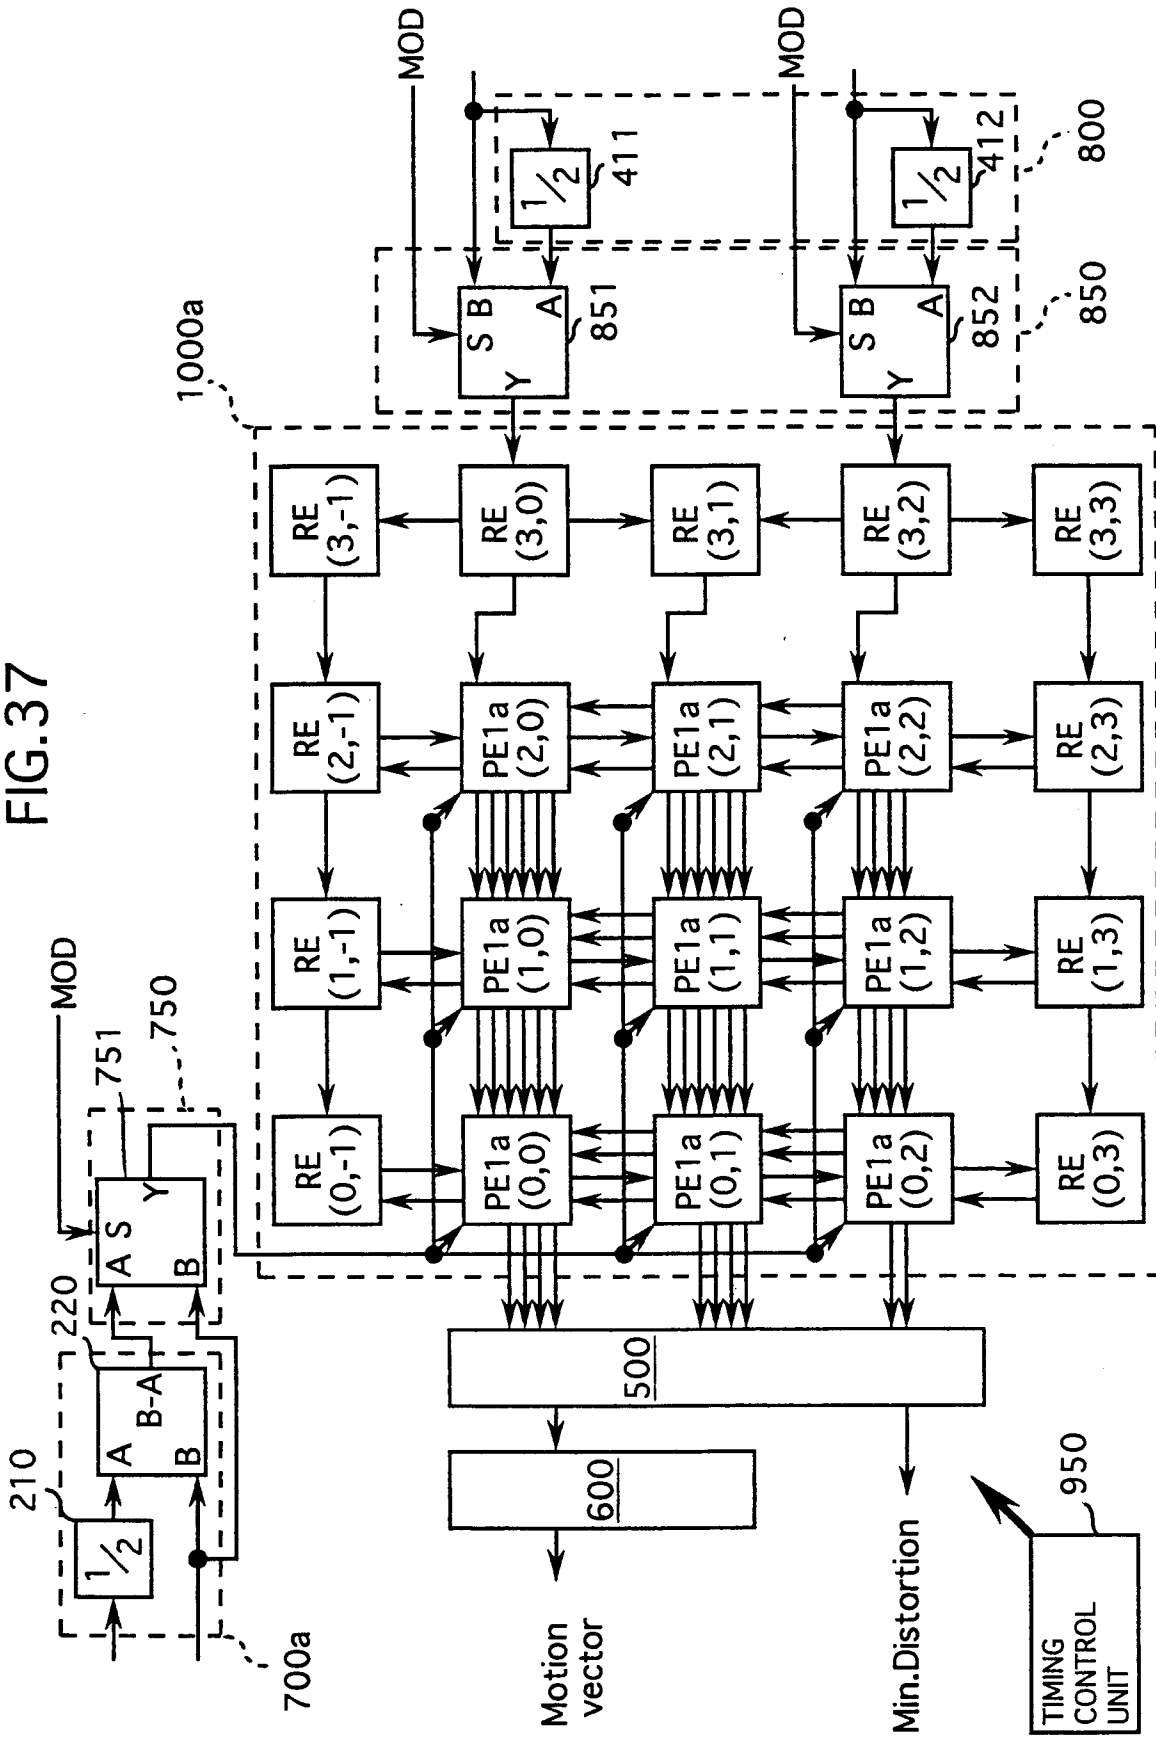 FIG.37
210
1/2
A
B
B-A
220
700a
MOD
A S
B
Y
751
750
1000a
RE
(0,-1)
RE
(1,-1)
RE
(2,-1)
RE
(3,-1)
PE1a
(0,0)
PE1a
(1,0)
PE1a
(2,0)
RE
(3,0)
PE1a
(0,1)
PE1a
(1,1)
PE1a
(2,1)
RE
(3,1)
PE1a
(0,2)
PE1a
(1,2)
PE1a
(2,2)
RE
(3,2)
RE
(0,3)
RE
(1,3)
RE
(2,3)
RE
(3,3)
MOD
S B
Y
A
851
1/2
411
MOD
S B
Y
A
852
1/2
412
850
800
500
600
Motion
vector
Min.Distortion
TIMING
CONTROL
UNIT
950